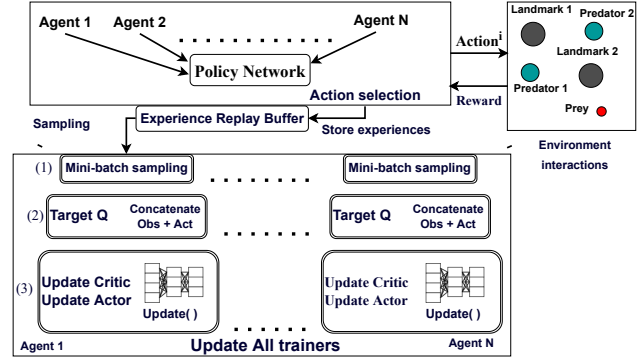 Agent 1
Agent 2
Agent N
Policy Network
Action selection
Action^i
Reward
Landmark 1
Predator 2
Landmark 2
Predator 1
Prey
Sampling
Experience Replay Buffer
Store experiences
Environment
interactions
(1)
Mini-batch sampling
Mini-batch sampling
(2)
Target Q
Concatenate
Obs + Act
Target Q
Concatenate
Obs + Act
(3)
Update Critic
Update Actor
Update( )
Update Critic
Update Actor
Update( )
Agent 1
Update All trainers
Agent N